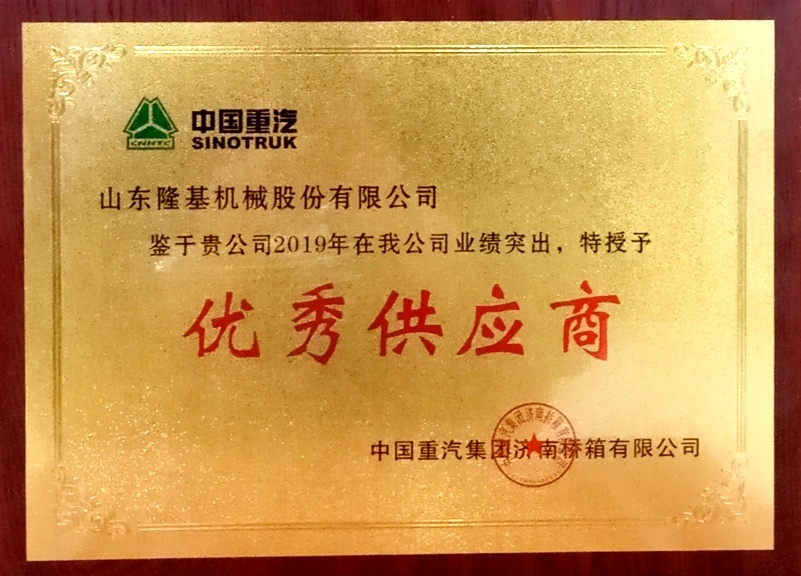 中国重汽
SINOTRUK
CNHTC
山东隆基机械股份有限公司
鉴于贵公司2019年在我公司业绩突出，特授予
优秀供应商
中国重汽集团济南桥箱有限公司